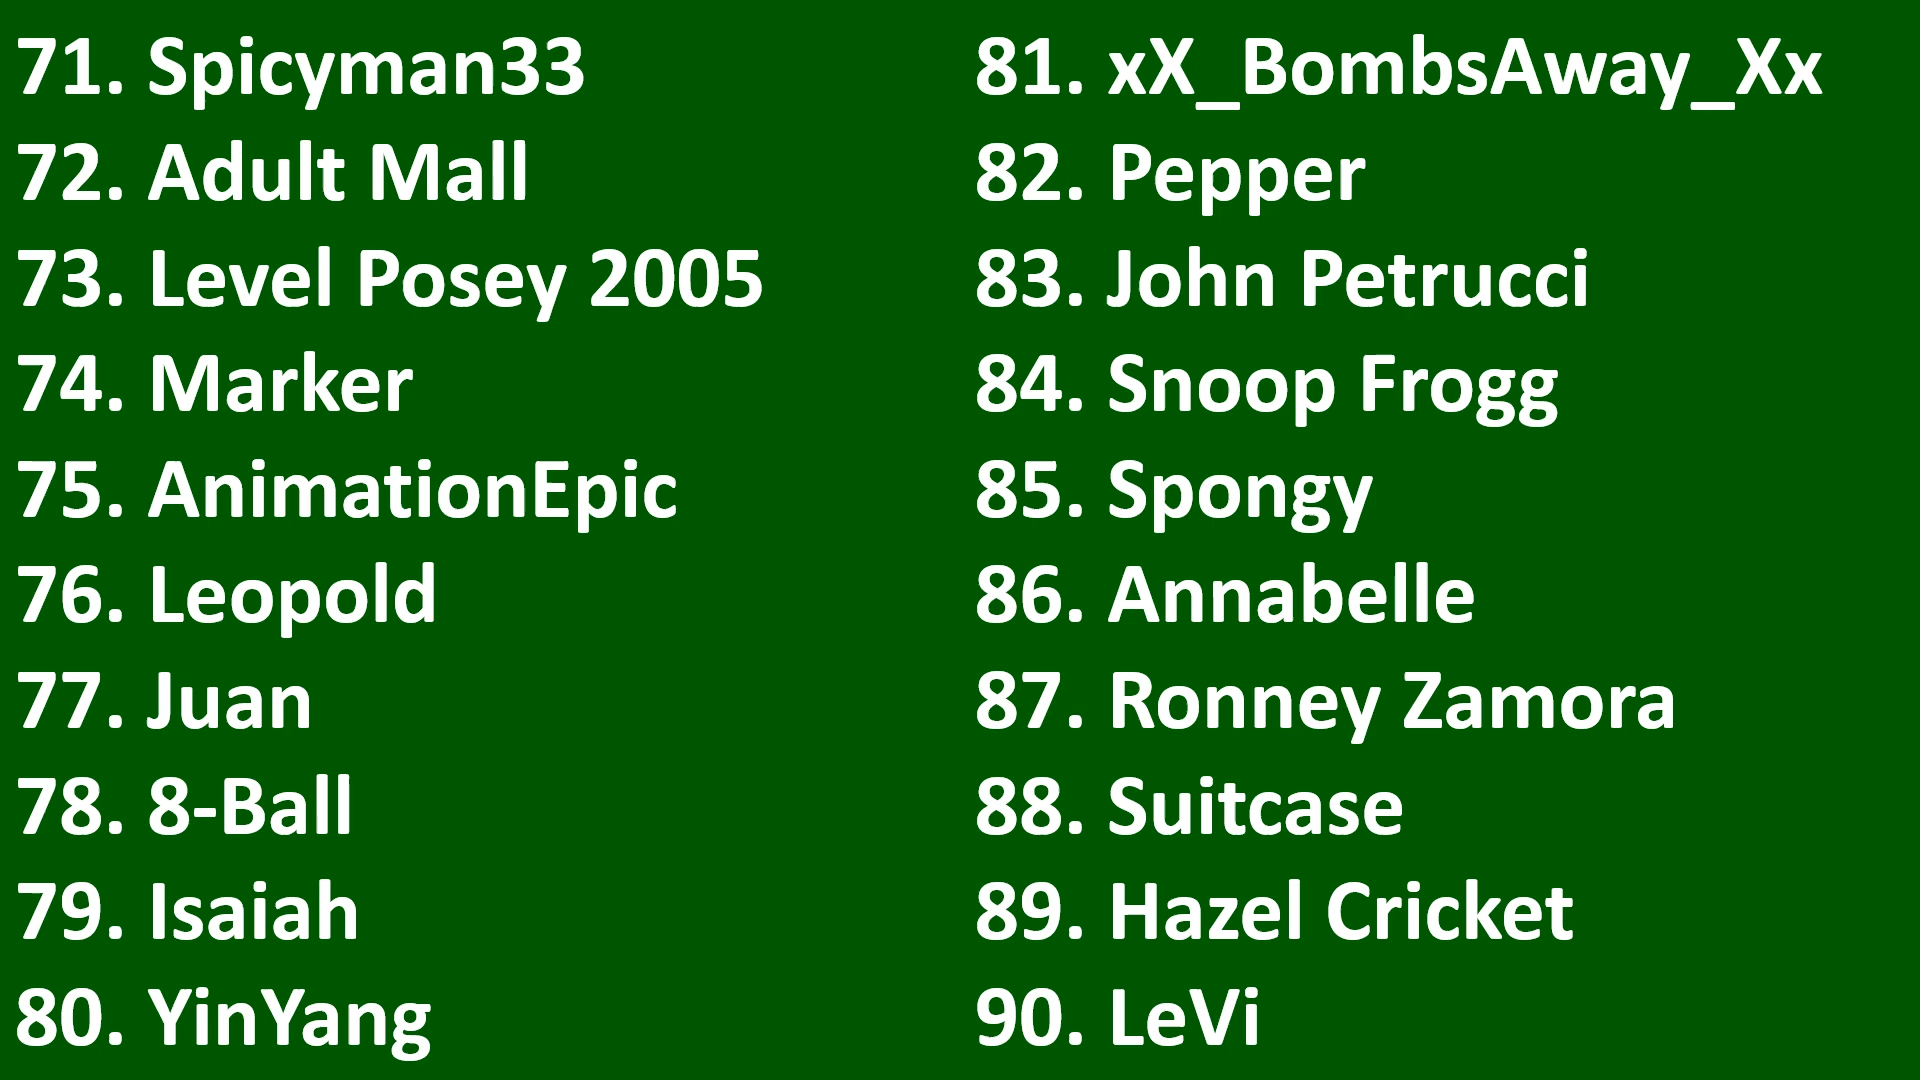 71. Spicyman33
72. Adult Mall
73. Level Posey 2005
74. Marker
75. AnimationEpic
76. Leopold
77. Juan
78. 8-Ball
79. Isaiah
80. YinYang
81. xX_BombsAway_Xx
82. Pepper
83. John Petrucci
84. Snoop Frogg
85. Spongy
86. Annabelle
87. Ronney Zamora
88. Suitcase
89. Hazel Cricket
90. LeVi